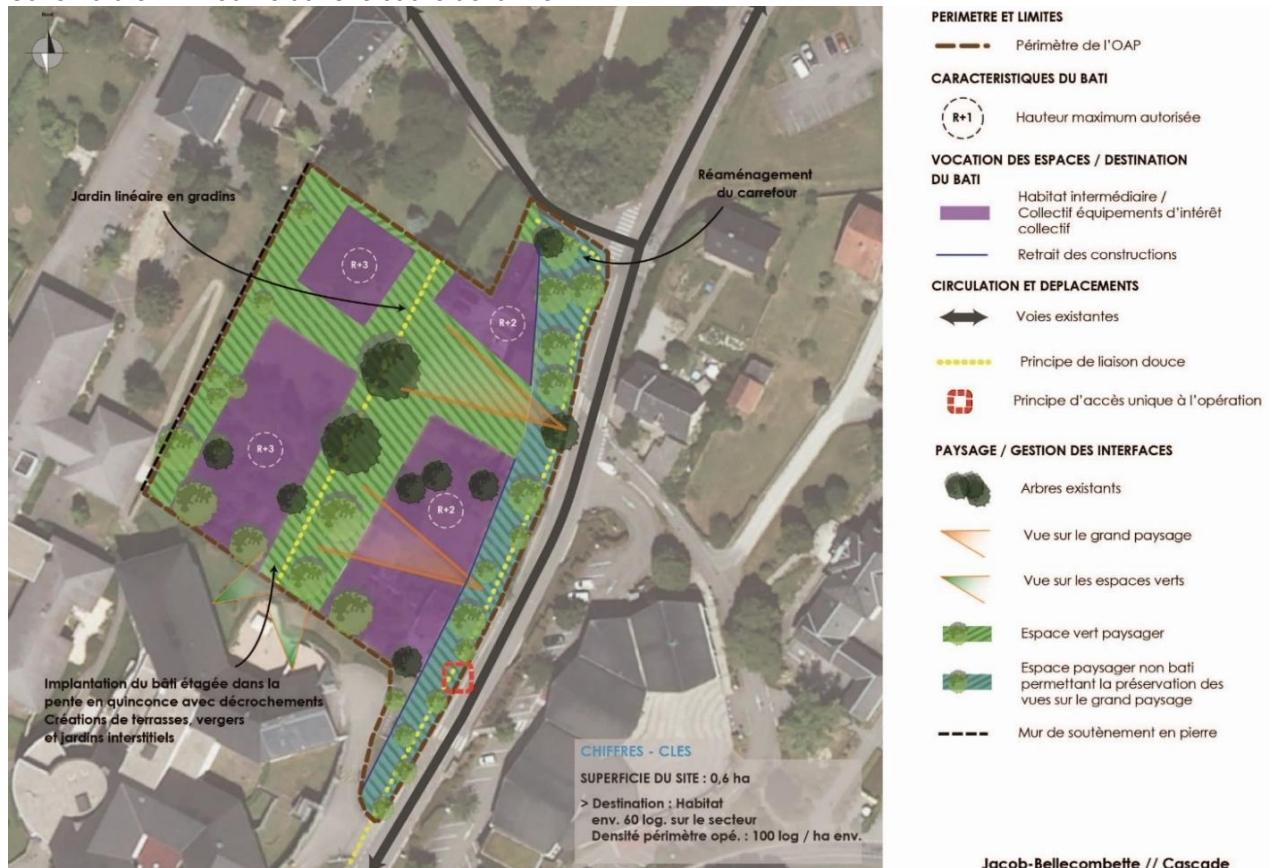 Nord
Jardin linéaire en gradins
Réaménagement
du carrefour
R+3
R+2
R+3
R+2
Implantation du bâti étagée dans la
pente en quinconce avec décrochements
Créations de terrasses, vergers
et jardins interstitiels
CHIFFRES - CLES
SUPERFICIE DU SITE : 0,6 ha
> Destination : Habitat
env. 60 log. sur le secteur
Densité périmètre opé. : 100 log / ha env.
PERIMETRE ET LIMITES
Périmètre de l'OAP
CARACTERISTIQUES DU BATI
R+1
Hauteur maximum autorisée
VOCATION DES ESPACES / DESTINATION
DU BATI
Habitat intermédiaire /
Collectif équipements d'intérêt
collectif
Retrait des constructions
CIRCULATION ET DEPLACEMENTS
Voies existantes
Principe de liaison douce
Principe d'accès unique à l'opération
PAYSAGE / GESTION DES INTERFACES
Arbres existants
Vue sur le grand paysage
Vue sur les espaces verts
Espace vert paysager
Espace paysager non bati
permettant la préservation des
vues sur le grand paysage
Mur de soutènement en pierre
Jacob-Bellecombette // Cascade